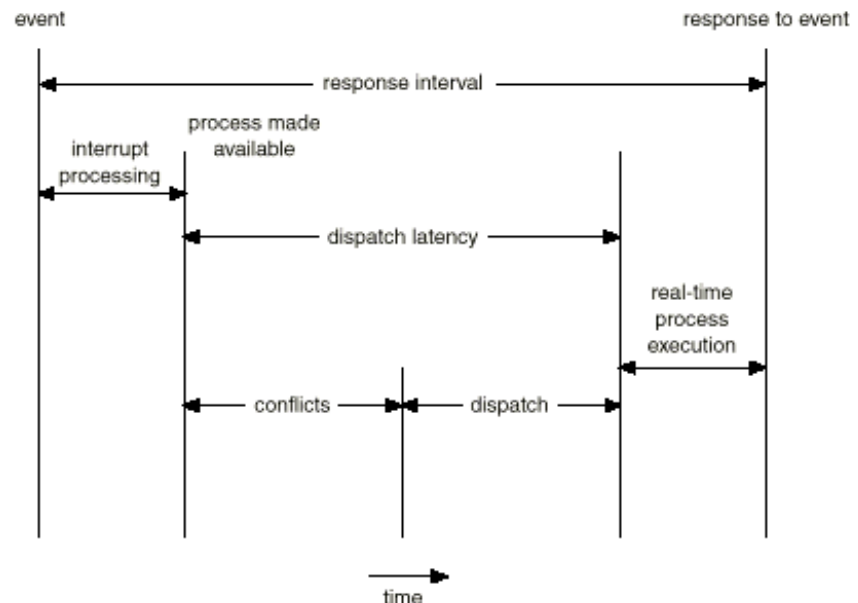 event
response to event
response interval
process made
available
interrupt
processing
dispatch latency
real-time
process
execution
conflicts
dispatch
time